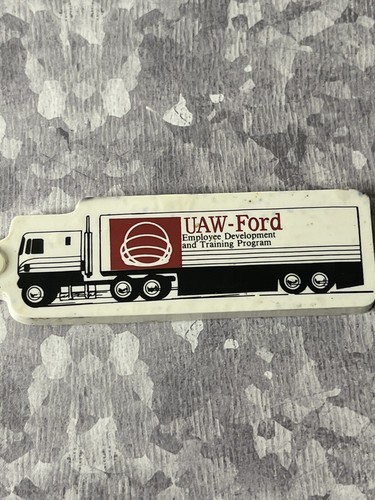 UAW-Ford
Employee Development
and Training Program